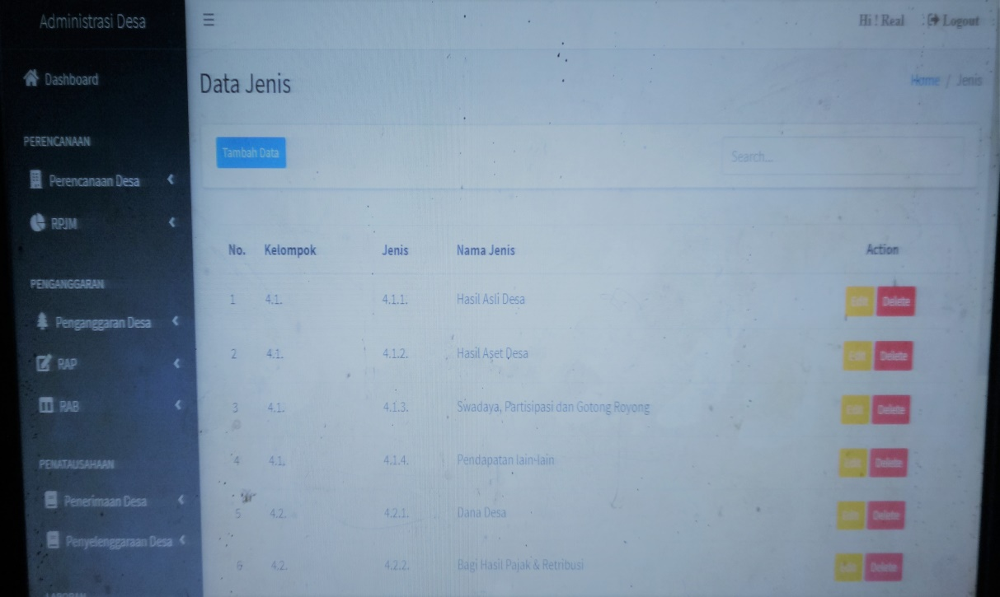 Administrasi Desa
Hi ! Real Logout
Dashboard
Data Jenis
Home / Jenis
PERENCANAAN
Tambah Data
Search...
Perencanaan Desa
RPJM
No. Kelompok Jenis Nama Jenis Action
PENGANGGARAN
1 4.1. 4.1.1. Hasil Asli Desa Edit Delete
Penganggaran Desa
2 4.1. 4.1.2. Hasil Aset Desa Edit Delete
RAP
3 4.1. 4.1.3. Swadaya, Partisipasi dan Gotong Royong Edit Delete
RAB
4 4.1. 4.1.4. Pendapatan lain-lain Edit Delete
PENATAUSAHAAN
Penerimaan Desa
5 4.2. 4.2.1. Dana Desa Edit Delete
Penyelenggaraan Desa
6 4.2. 4.2.2. Bagi Hasil Pajak & Retribusi Edit Delete
LAPORAN